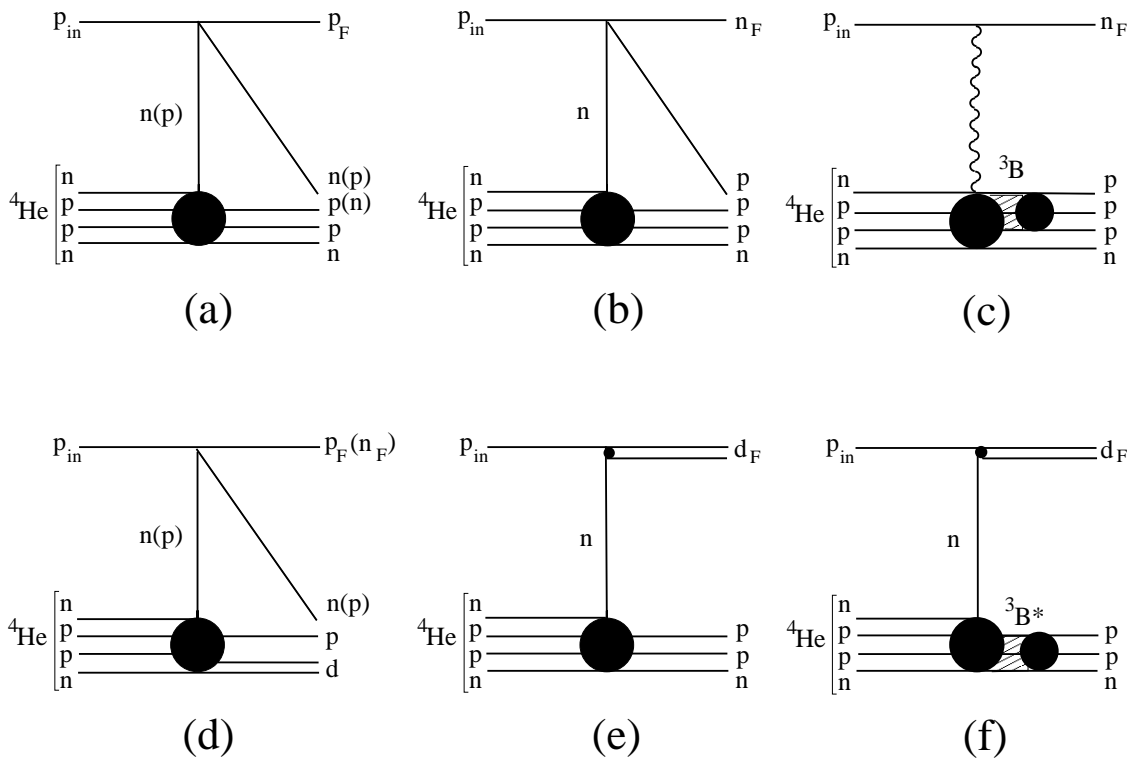 p_in p_F
n(p)
⁴He n n(p)
p p(n)
p p
n n
(a)
p_in n_F
n
⁴He n p
p p
p p
n n
(b)
p_in n_F
³B
⁴He n p
p p
p p
n n
(c)
p_in p_F(n_F)
n(p)
⁴He n n(p)
p p
p d
n
(d)
p_in d_F
n
⁴He n
p p
p p
n n
(e)
p_in d_F
n
³B*
⁴He n
p p
p p
n n
(f)